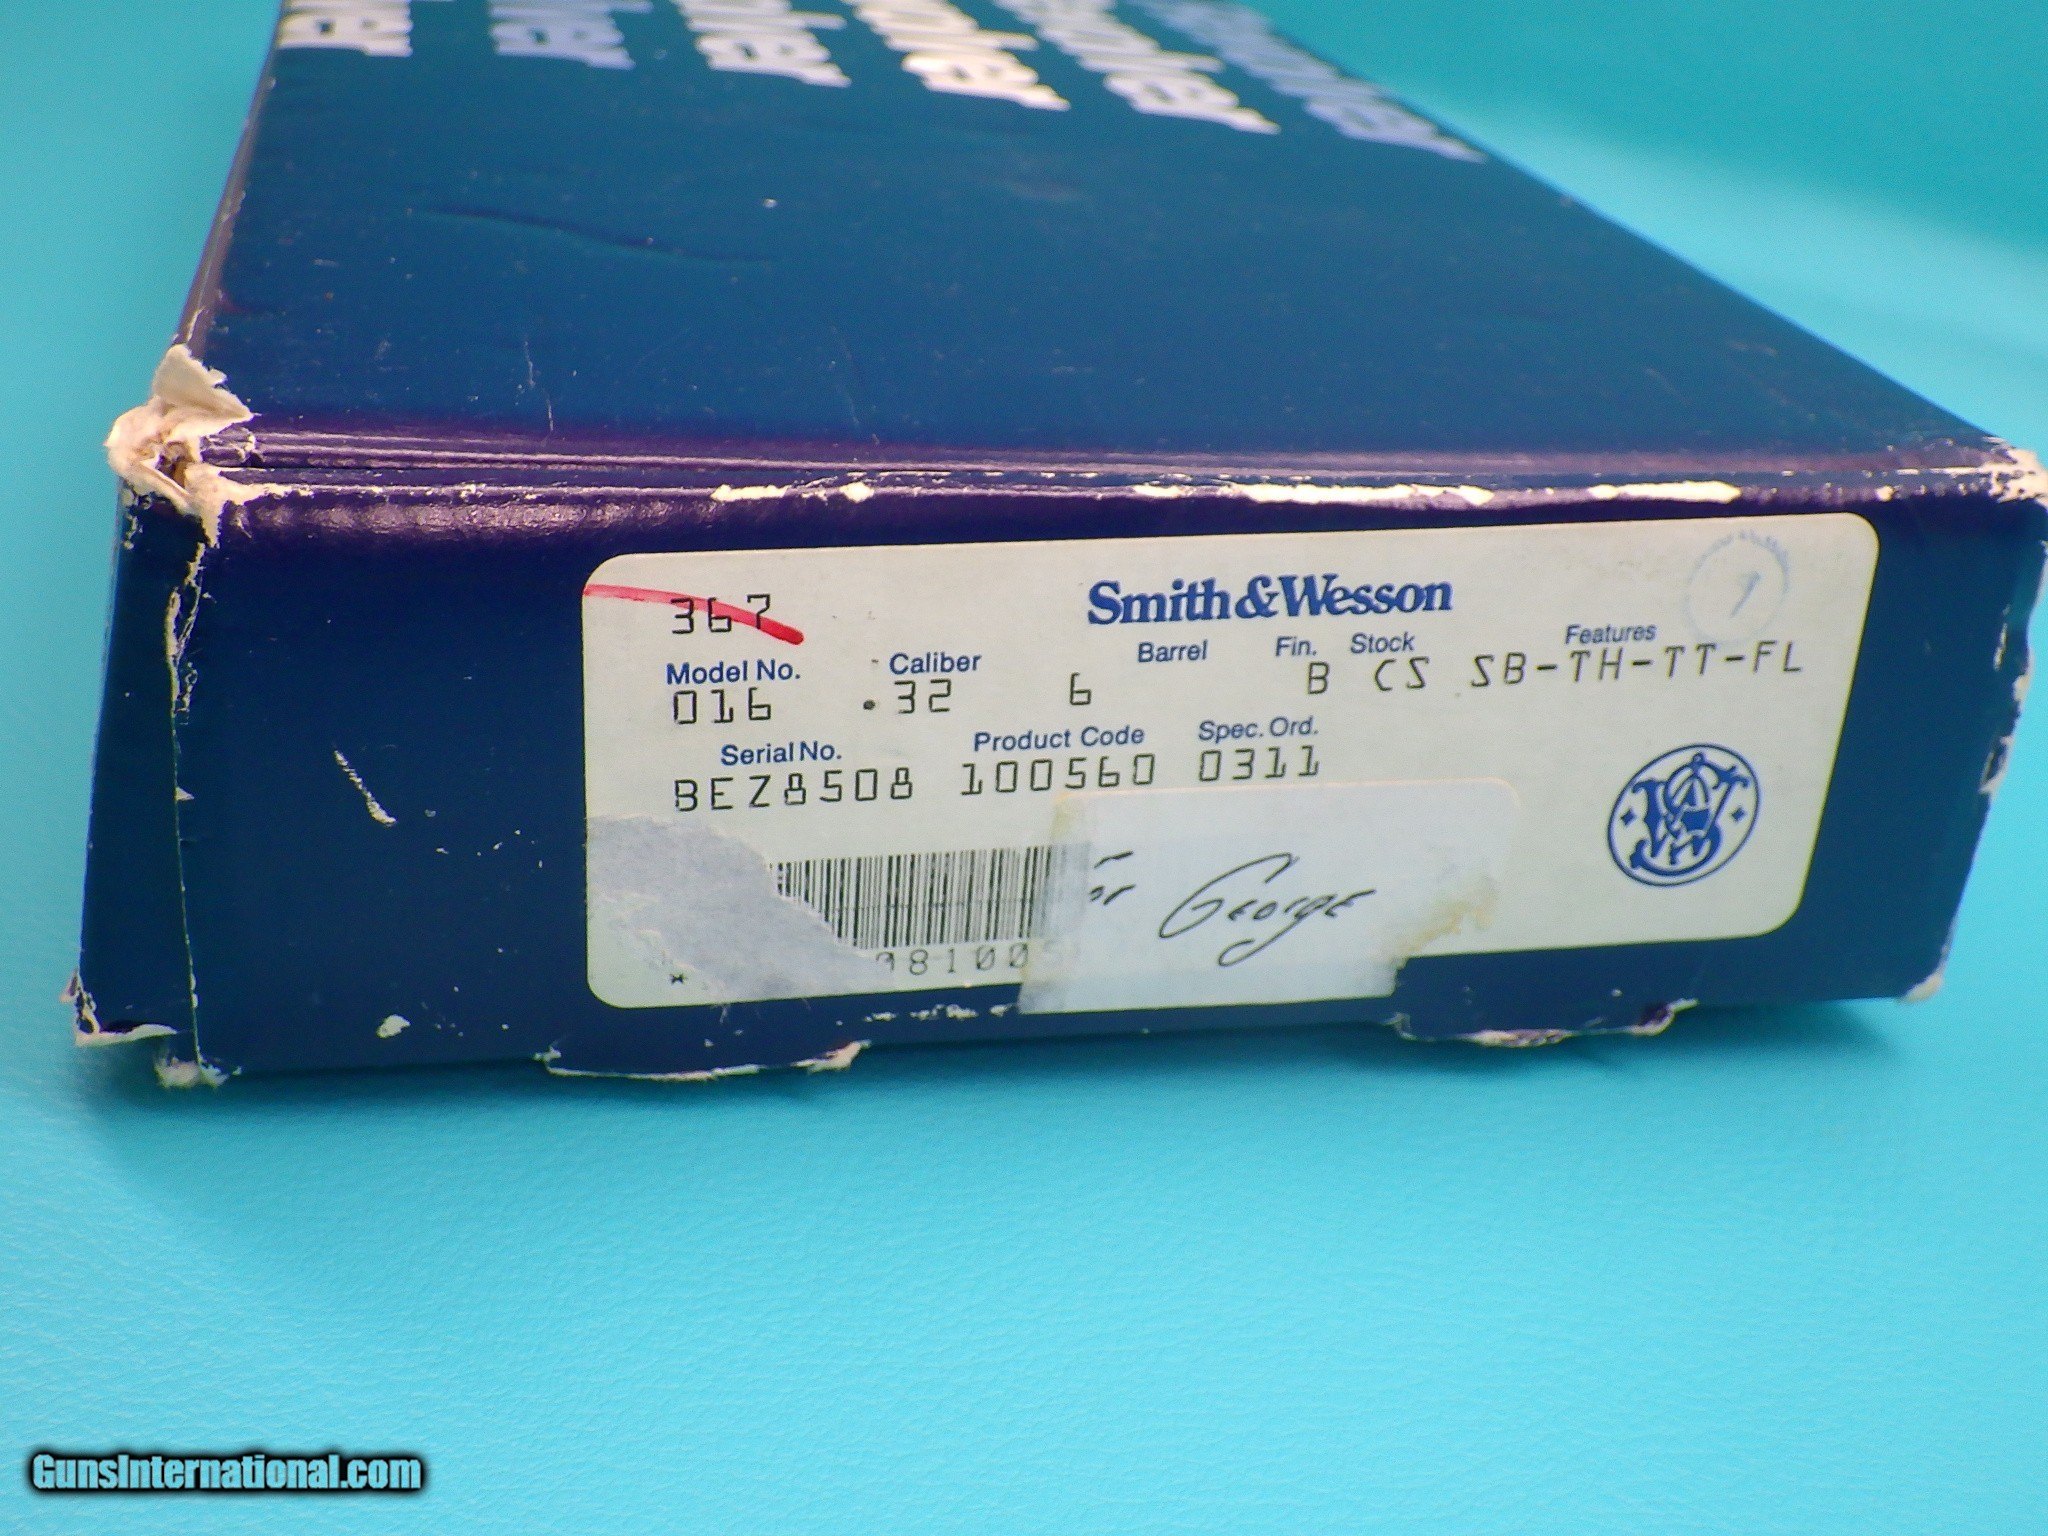 367
Smith & Wesson
Model No. Caliber Barrel Fin. Stock Features
016 .32 6 B CS SB-TH-TT-FL
Serial No. Product Code Spec. Ord.
BEZ8508 100560 0311
George
8100
GunsInternational.com